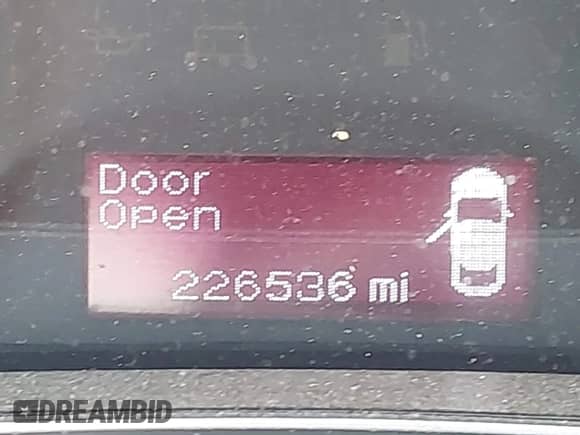 Door
Open
226536 mi
DREAMBID